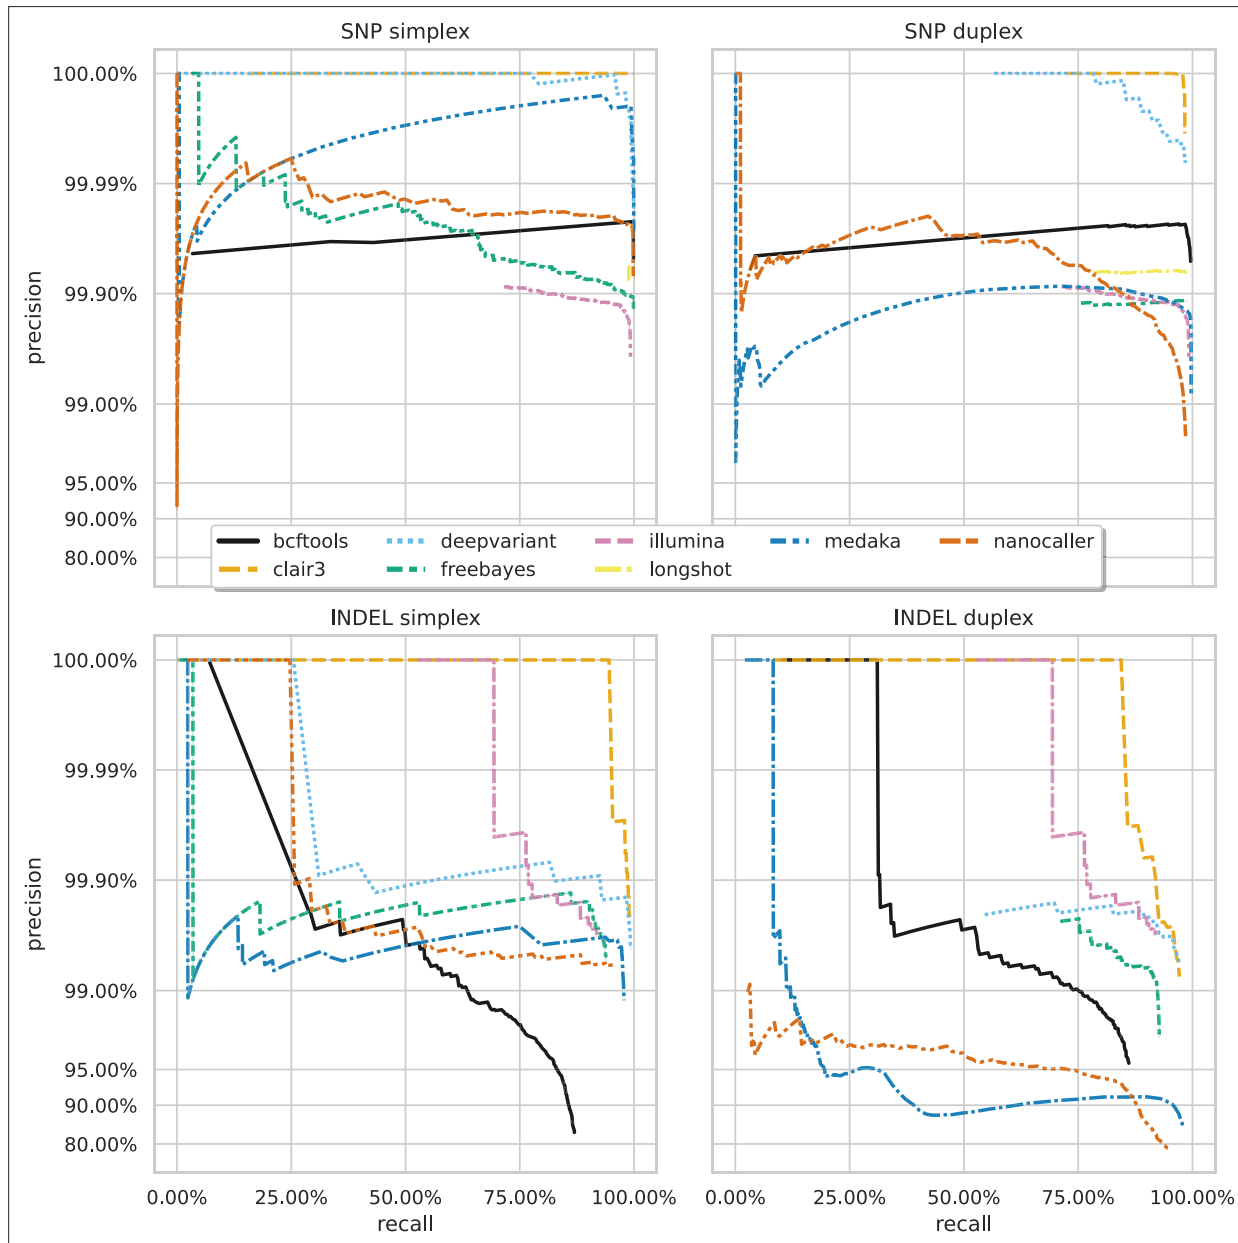 SNP simplex
SNP duplex
100.00%
99.99%
99.90%
99.00%
95.00%
90.00%
80.00%
precision
bcftools
deepvariant
illumina
medaka
nanocaller
clair3
freebayes
longshot
INDEL simplex
INDEL duplex
100.00%
99.99%
99.90%
99.00%
95.00%
90.00%
80.00%
precision
0.00% 25.00% 50.00% 75.00% 100.00%
0.00% 25.00% 50.00% 75.00% 100.00%
recall
recall